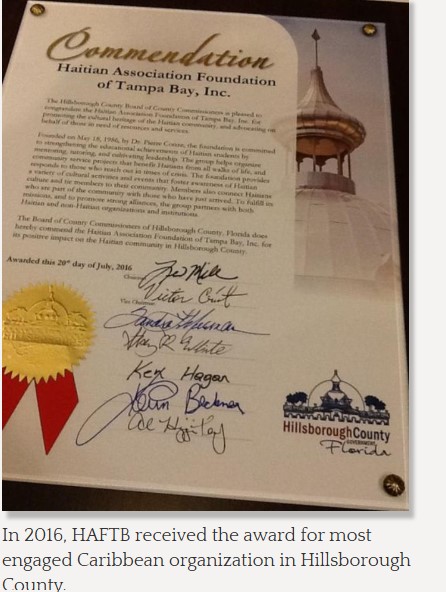 Commendation
Haitian Association Foundation
of Tampa Bay, Inc.
The Hillsborough County Board of County Commissioners is pleased to
congratulate the Haitian Association Foundation of Tampa Bay, Inc. for
promoting the cultural heritage of the Haitian community, and advocating on
behalf of those in need of resources and services.
Founded on May 18, 1986, by Dr. Pierre the foundation is committed
to strengthening the educational achievements of Haitian students by
mentoring, tutoring, and cultivating leadership. The group helps organize
community service projects that benefit Haitians from all walks of life, and
responds to those who reach out in times of crisis. The foundation provides
a variety of cultural activities and events that foster awareness of Haitian
culture and its members to their community. Members also connect Haitians
who are part of the community with those who have just arrived. To fulfill its
missions, and to promote strong alliances, the group partners with both
Haitian and non-Haitian organizations and institutions.
The Board of County Commissioners of Hillsborough County, Florida does
hereby commend the Haitian Association Foundation of Tampa Bay, Inc. for
its positive impact on the Haitian community in Hillsborough County.
Awarded this 20th day of July, 2016
Chairman
Vice Chairman
Victor Crist
Ken Hagan
HillsboroughCounty
GOVERNMENT
Florida
In 2016, HAFTB received the award for most
engaged Caribbean organization in Hillsborough
County.